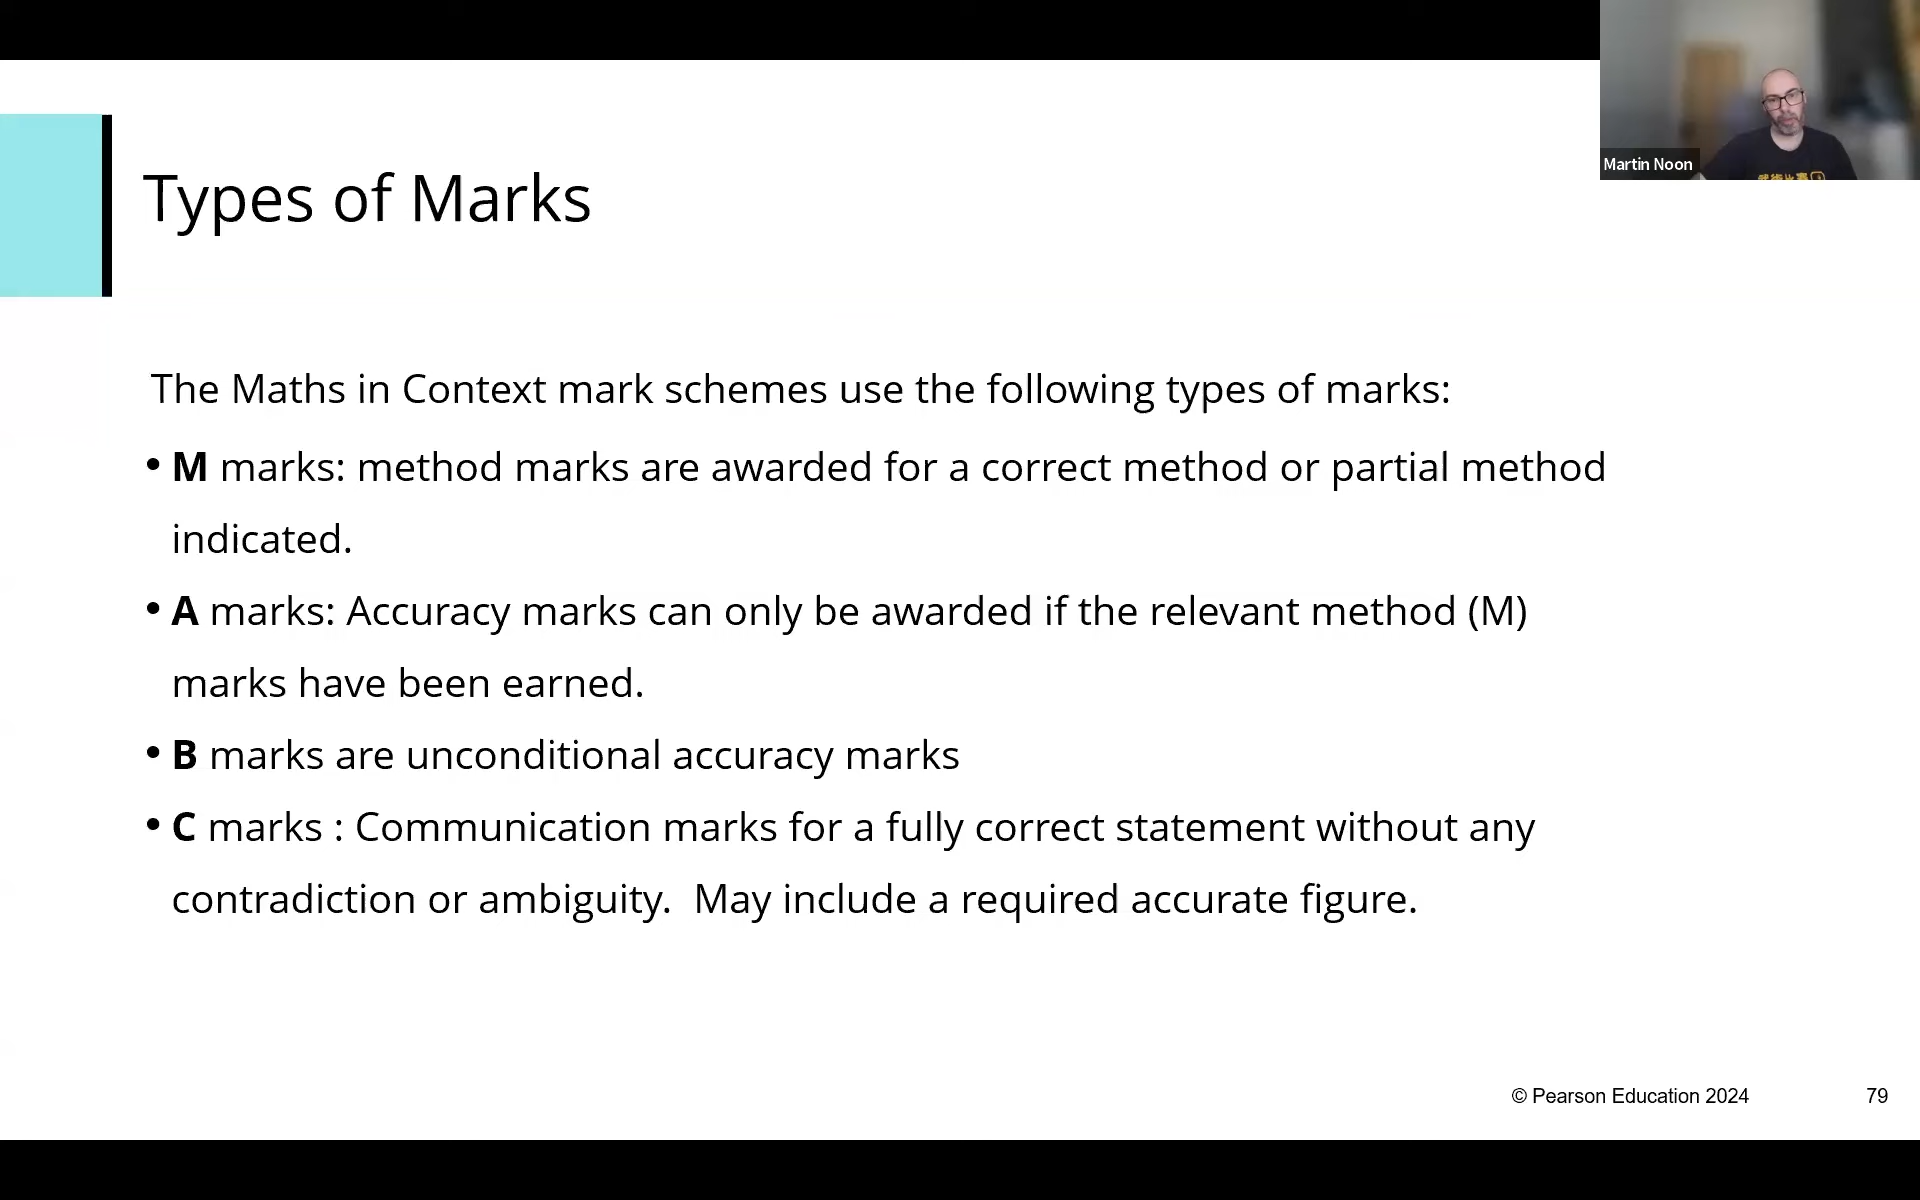 Martin Noon
Types of Marks
The Maths in Context mark schemes use the following types of marks:
• M marks: method marks are awarded for a correct method or partial method
indicated.
• A marks: Accuracy marks can only be awarded if the relevant method (M)
marks have been earned.
• B marks are unconditional accuracy marks
• C marks : Communication marks for a fully correct statement without any
contradiction or ambiguity.  May include a required accurate figure.
© Pearson Education 2024
79